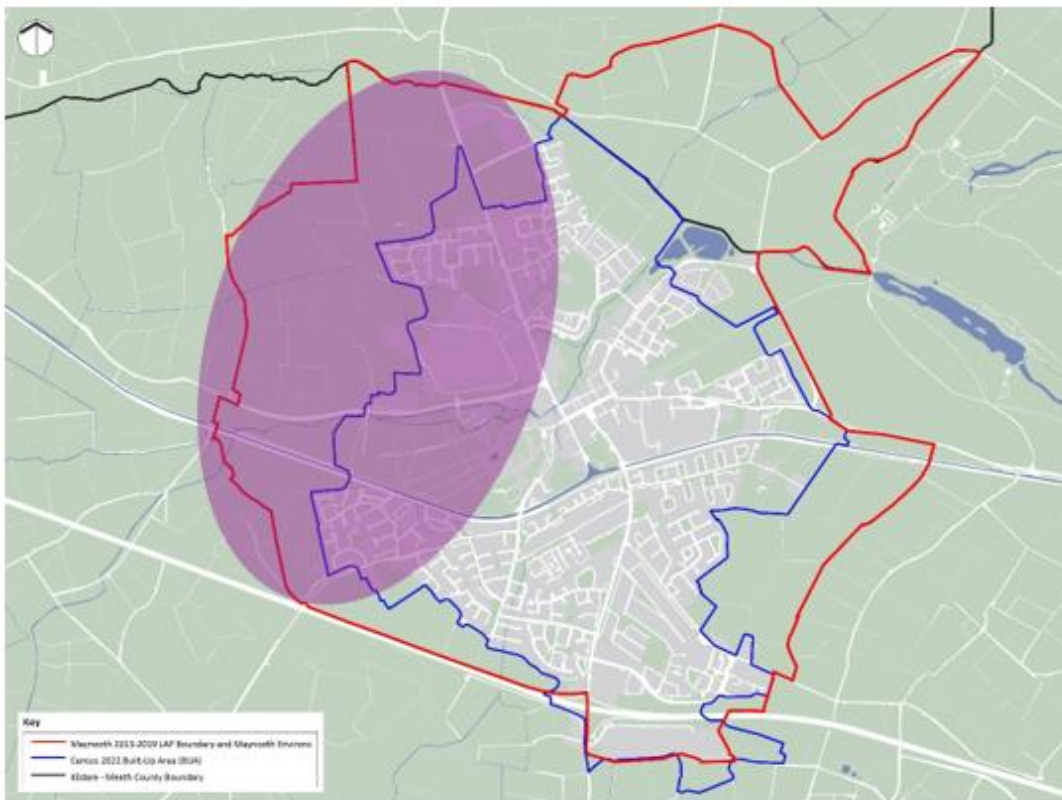 Key
Maynooth 2013-2019 LAP Boundary and Maynooth Environs
Census 2022 Built-Up Area (BUA)
Kildare - Meath County Boundary